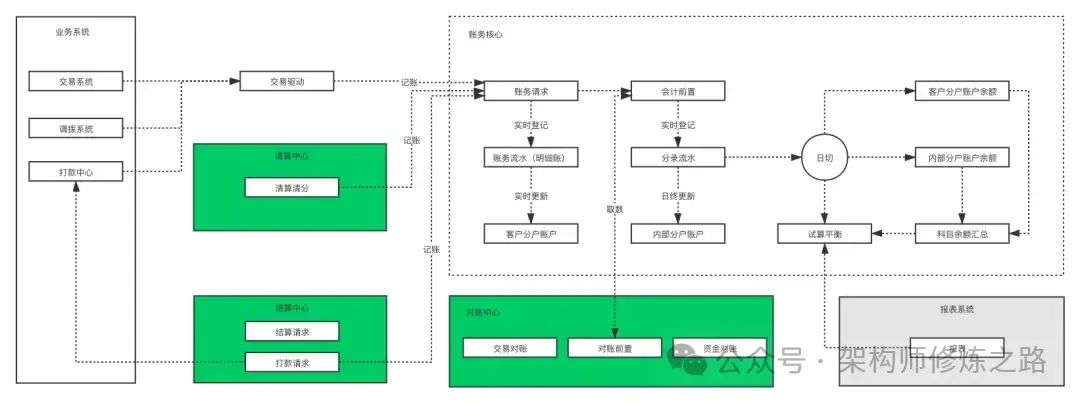 业务系统
交易系统
调拨系统
打款中心
交易驱动
清算中心
清算清分
结算中心
结算请求
打款请求
记账
记账
记账
账务核心
账务请求
实时登记
账务流水（明细账）
实时更新
客户分户账户
会计前置
实时登记
分录流水
日终更新
内部分户账户
取数
日切
客户分户账户余额
内部分户账户余额
试算平衡
科目余额汇总
对账中心
交易对账
对账前置
资金对账
报表系统
报表
公众号 · 架构师修炼之路